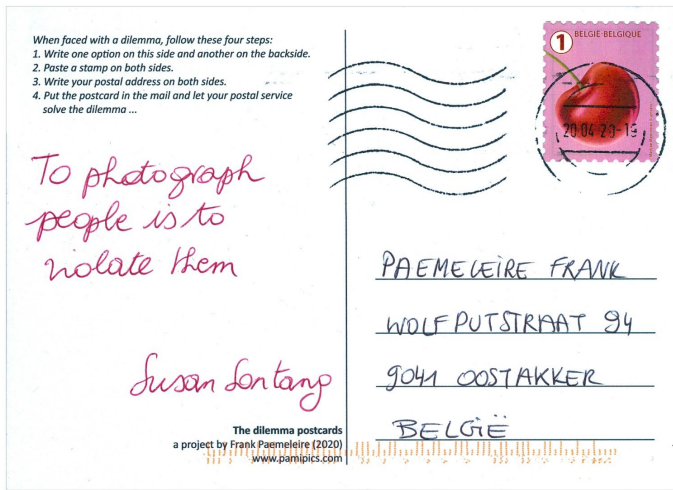 When faced with a dilemma, follow these four steps:
1. Write one option on this side and another on the backside.
2. Paste a stamp on both sides.
3. Write your postal address on both sides.
4. Put the postcard in the mail and let your postal service
solve the dilemma ...
To photograph
people is to
violate them
Susan Sontang
The dilemma postcards
a project by Frank Paemeleire (2020)
www.pamipics.com
BELGIE-BELGIQUE
1
20 04 20-19
PAEMELEIRE FRANK
WOLFPUTSTRAAT 94
9041 OOSTAKKER
BELGIË